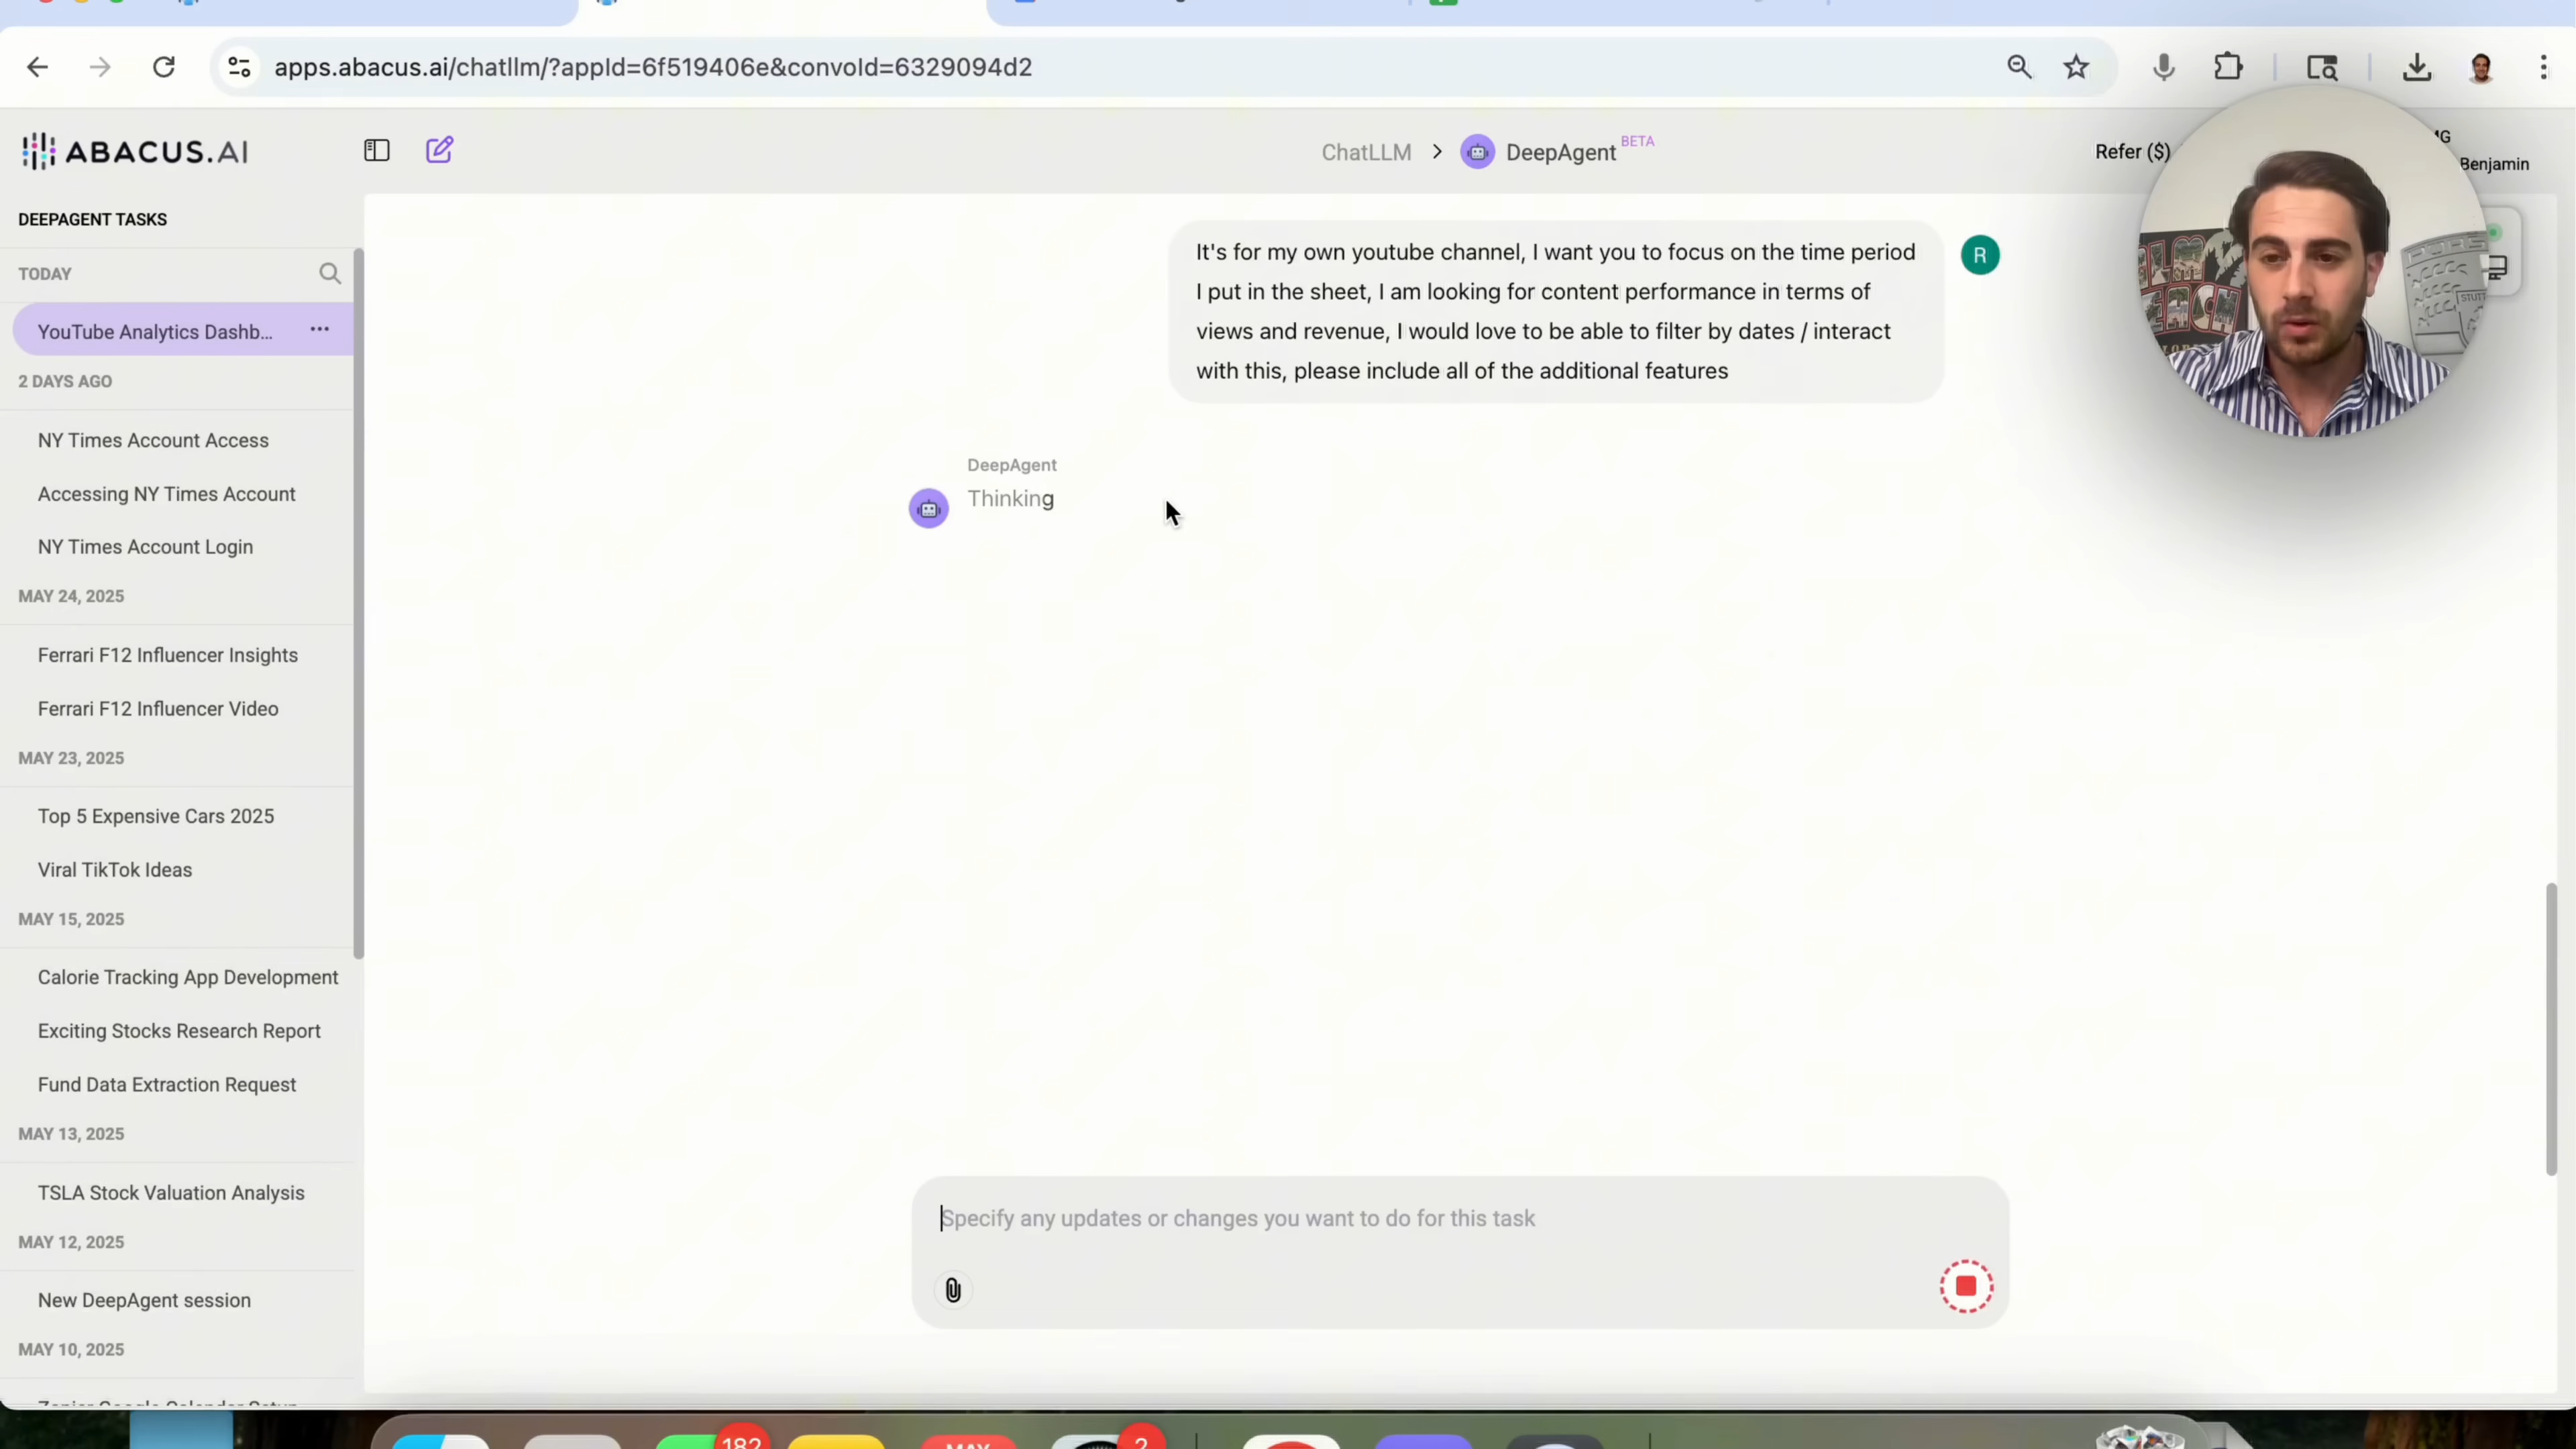 apps.abacus.ai/chatllm/?appId=6f519406e&convoId=6329094d2
ABACUS.AI
ChatLLM > DeepAgent BETA
Refer ($)
Benjamin
DEEPAGENT TASKS
TODAY
YouTube Analytics Dashb...
2 DAYS AGO
NY Times Account Access
Accessing NY Times Account
NY Times Account Login
MAY 24, 2025
Ferrari F12 Influencer Insights
Ferrari F12 Influencer Video
MAY 23, 2025
Top 5 Expensive Cars 2025
Viral TikTok Ideas
MAY 15, 2025
Calorie Tracking App Development
Exciting Stocks Research Report
Fund Data Extraction Request
MAY 13, 2025
TSLA Stock Valuation Analysis
MAY 12, 2025
New DeepAgent session
MAY 10, 2025
It's for my own youtube channel, I want you to focus on the time period
I put in the sheet, I am looking for content performance in terms of
views and revenue, I would love to be able to filter by dates / interact
with this, please include all of the additional features
R
DeepAgent
Thinking
Specify any updates or changes you want to do for this task
182
MAY
2